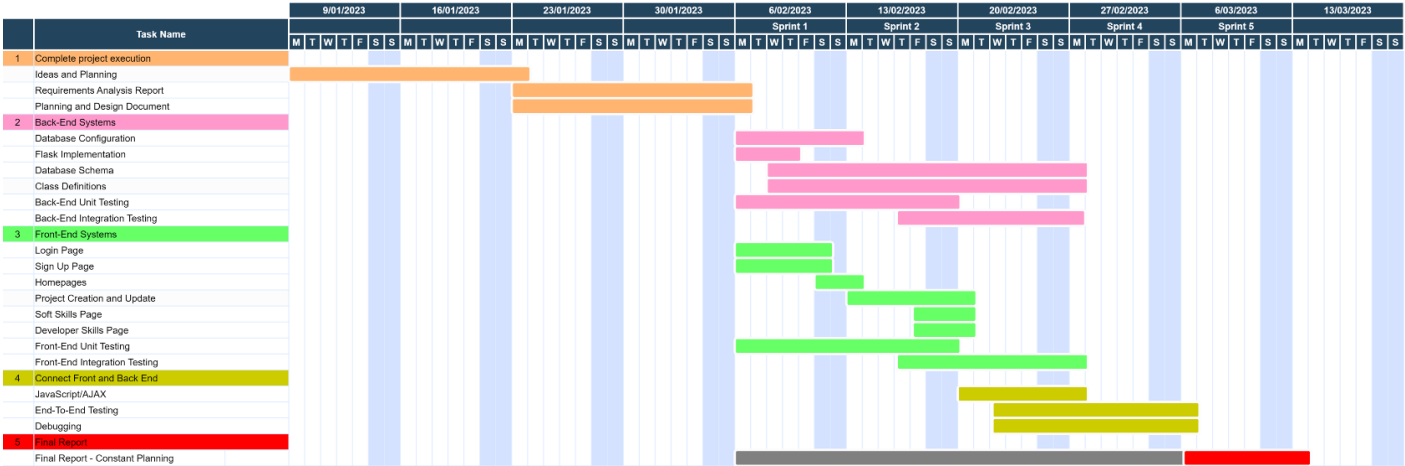 9/01/2023 16/01/2023 23/01/2023 30/01/2023 6/02/2023 13/02/2023 20/02/2023 27/02/2023 6/03/2023 13/03/2023
Task Name Sprint 1 Sprint 2 Sprint 3 Sprint 4 Sprint 5
M T W T F S S M T W T F S S M T W T F S S M T W T F S S M T W T F S S M T W T F S S M T W T F S S M T W T F S S M T W T F S S M T W T F S S
1 Complete project execution
Ideas and Planning
Requirements Analysis Report
Planning and Design Document
2 Back-End Systems
Database Configuration
Flask Implementation
Database Schema
Class Definitions
Back-End Unit Testing
Back-End Integration Testing
3 Front-End Systems
Login Page
Sign Up Page
Homepages
Project Creation and Update
Soft Skills Page
Developer Skills Page
Front-End Unit Testing
Front-End Integration Testing
4 Connect Front and Back End
JavaScript/AJAX
End-To-End Testing
Debugging
5 Final Report
Final Report - Constant Planning